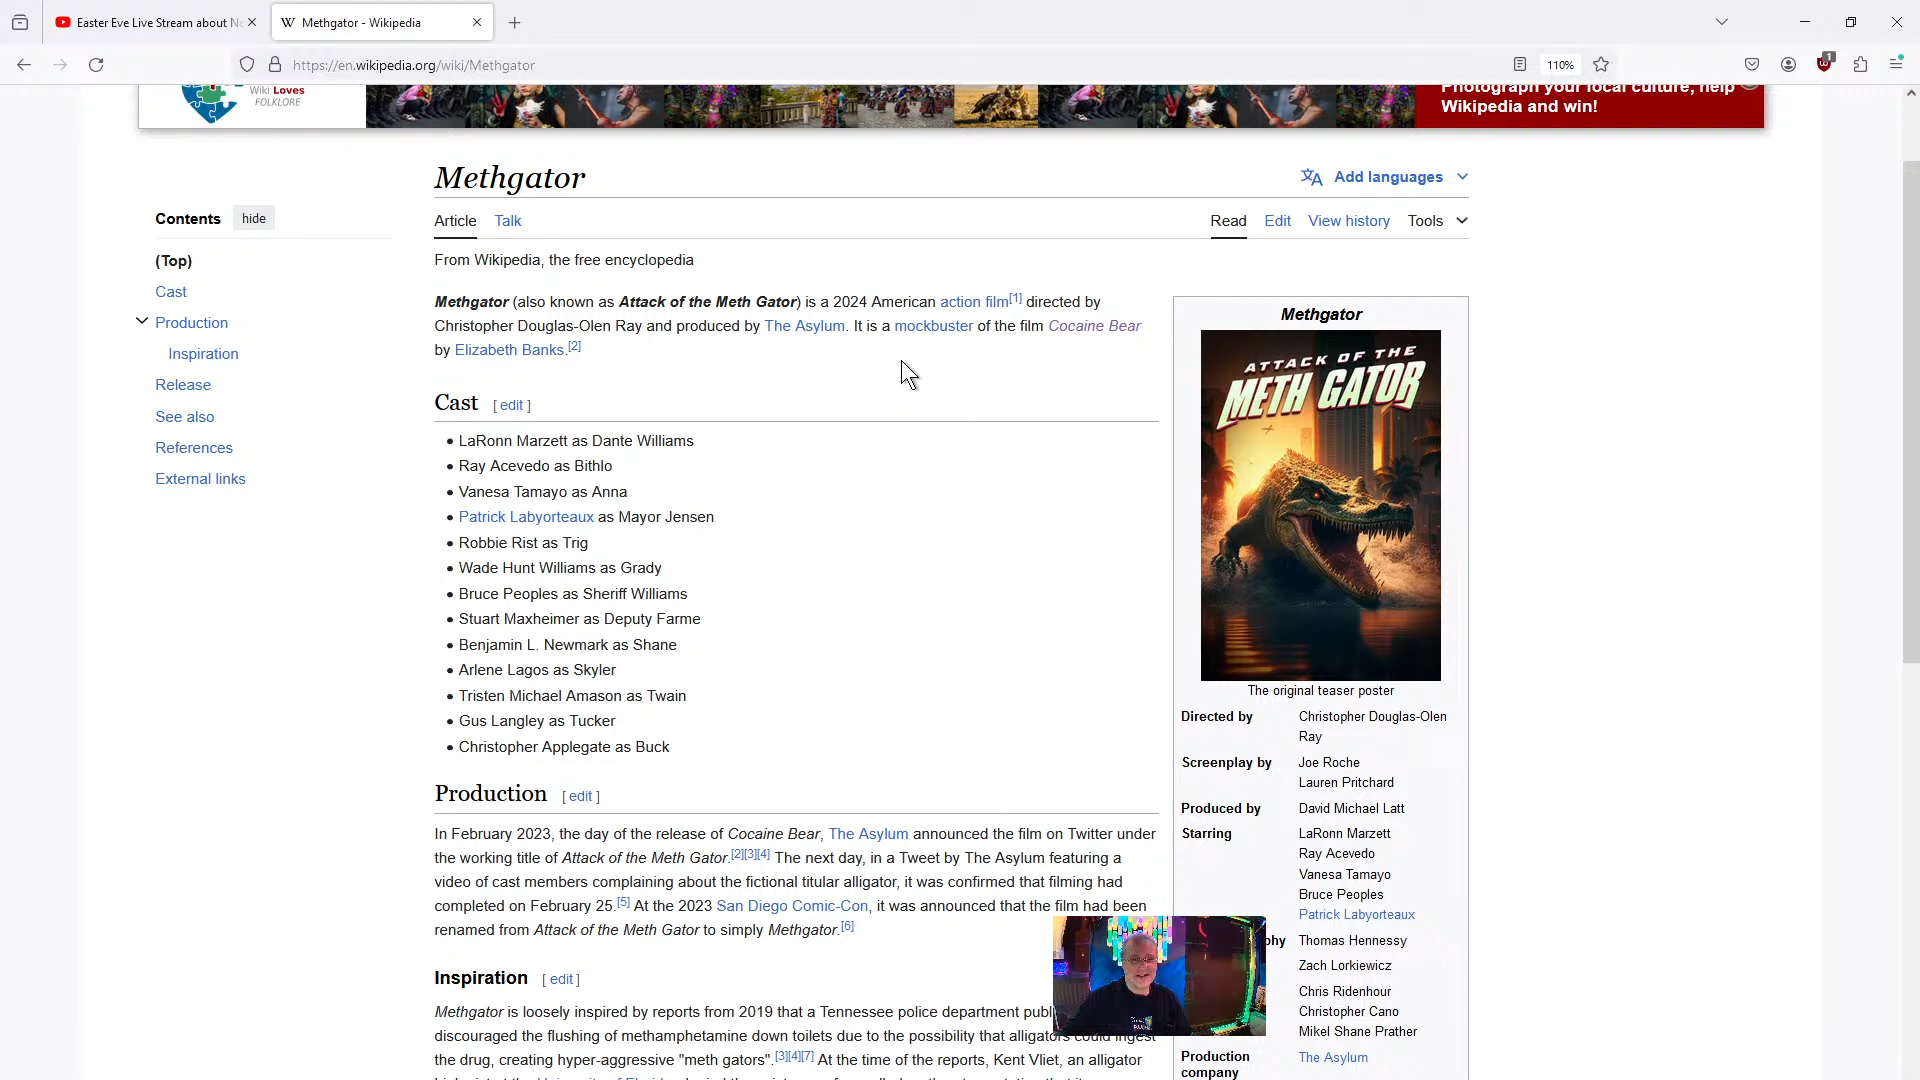 Easter Eve Live Stream about N
Methgator - Wikipedia
https://en.wikipedia.org/wiki/Methgator
110%
1
Wiki Loves
FOLKLORE
Photograph your local culture, help
Wikipedia and win!
Methgator
Add languages
Contents hide
Article Talk
Read Edit View history Tools
(Top)
Cast
Production
Inspiration
Release
See also
References
External links
From Wikipedia, the free encyclopedia
Methgator (also known as Attack of the Meth Gator) is a 2024 American action film[1] directed by
Christopher Douglas-Olen Ray and produced by The Asylum. It is a mockbuster of the film Cocaine Bear
by Elizabeth Banks.[2]
Cast [ edit ]
• LaRonn Marzett as Dante Williams
• Ray Acevedo as Bithlo
• Vanesa Tamayo as Anna
• Patrick Labyorteaux as Mayor Jensen
• Robbie Rist as Trig
• Wade Hunt Williams as Grady
• Bruce Peoples as Sheriff Williams
• Stuart Maxheimer as Deputy Farme
• Benjamin L. Newmark as Shane
• Arlene Lagos as Skyler
• Tristen Michael Amason as Twain
• Gus Langley as Tucker
• Christopher Applegate as Buck
Production [ edit ]
In February 2023, the day of the release of Cocaine Bear, The Asylum announced the film on Twitter under
the working title of Attack of the Meth Gator.[2][3][4] The next day, in a Tweet by The Asylum featuring a
video of cast members complaining about the fictional titular alligator, it was confirmed that filming had
completed on February 25.[5] At the 2023 San Diego Comic-Con, it was announced that the film had been
renamed from Attack of the Meth Gator to simply Methgator.[6]
Inspiration [ edit ]
Methgator is loosely inspired by reports from 2019 that a Tennessee police department publ
discouraged the flushing of methamphetamine down toilets due to the possibility that alligators could ingest
the drug, creating hyper-aggressive "meth gators".[3][4][7] At the time of the reports, Kent Vliet, an alligator
Methgator
ATTACK OF THE
METH GATOR
The original teaser poster
Directed by Christopher Douglas-Olen
Ray
Screenplay by Joe Roche
Lauren Pritchard
Produced by David Michael Latt
Starring LaRonn Marzett
Ray Acevedo
Vanesa Tamayo
Bruce Peoples
Patrick Labyorteaux
phy Thomas Hennessy
Zach Lorkiewicz
Chris Ridenhour
Christopher Cano
Mikel Shane Prather
Production The Asylum
company